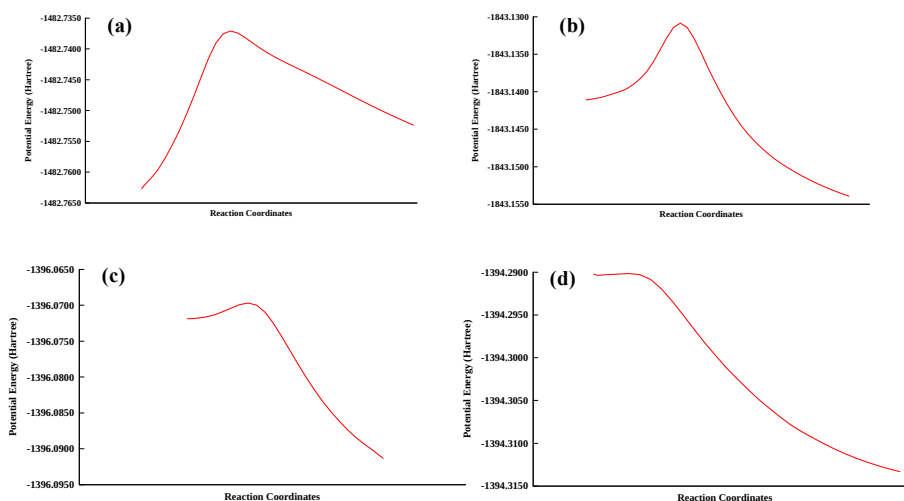 (a)
Potential Energy (Hartree)
-1482.7350
-1482.7400
-1482.7450
-1482.7500
-1482.7550
-1482.7600
-1482.7650
Reaction Coordinates
(b)
Potential Energy (Hartree)
-1843.1300
-1843.1350
-1843.1400
-1843.1450
-1843.1500
-1843.1550
Reaction Coordinates
(c)
Potential Energy (Hartree)
-1396.0650
-1396.0700
-1396.0750
-1396.0800
-1396.0850
-1396.0900
-1396.0950
Reaction Coordinates
(d)
Potential Energy (Hartree)
-1394.2900
-1394.2950
-1394.3000
-1394.3050
-1394.3100
-1394.3150
Reaction Coordinates